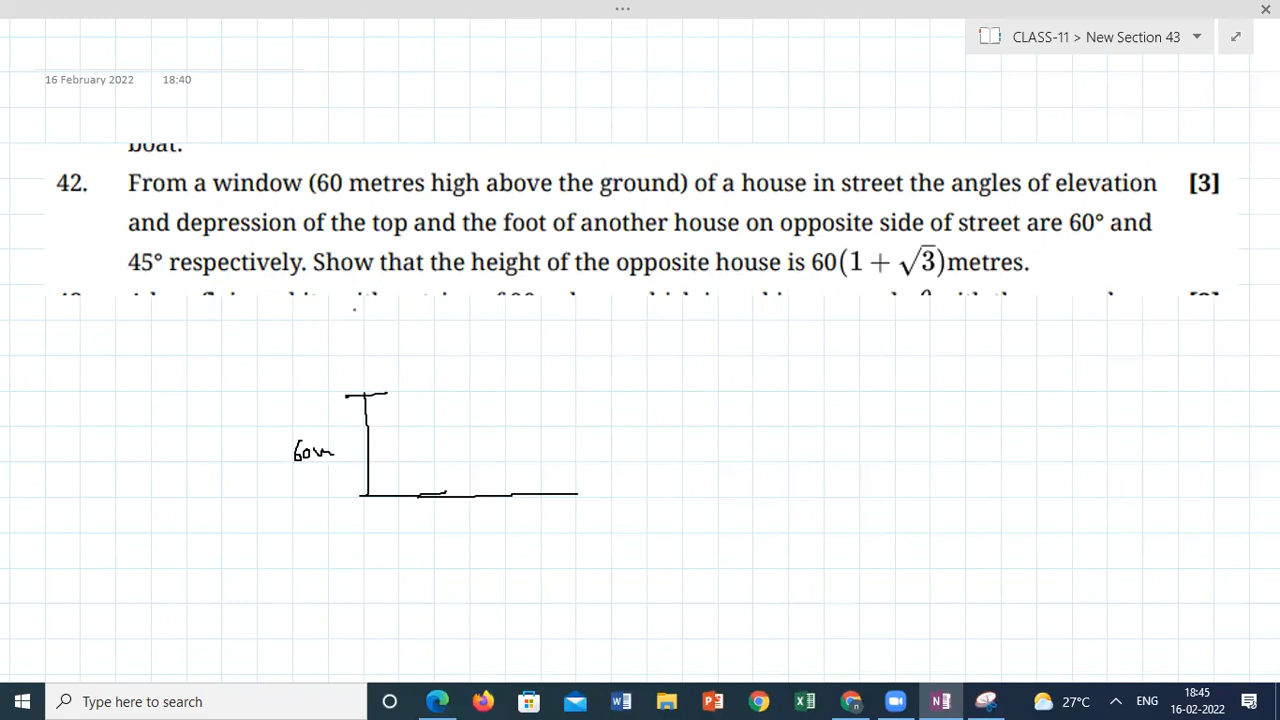 CLASS-11 > New Section 43
16 February 2022 18:40
boat.
42. From a window (60 metres high above the ground) of a house in street the angles of elevation [3]
and depression of the top and the foot of another house on opposite side of street are 60° and
45° respectively. Show that the height of the opposite house is 60(1 + √3)metres.
60m
Type here to search
27°C
ENG
18:45
16-02-2022